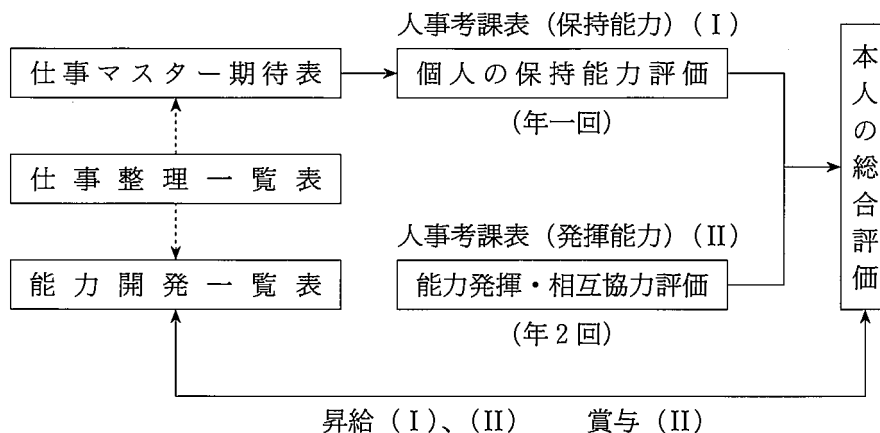 人事考課表（保持能力）（Ｉ）
仕事マスター期待表
個人の保持能力評価
（年一回）
仕事整理一覧表
人事考課表（発揮能力）（II）
能力開発一覧表
能力発揮・相互協力評価
（年２回）
本人の総合評価
昇給（Ｉ）、（II）　賞与（II）